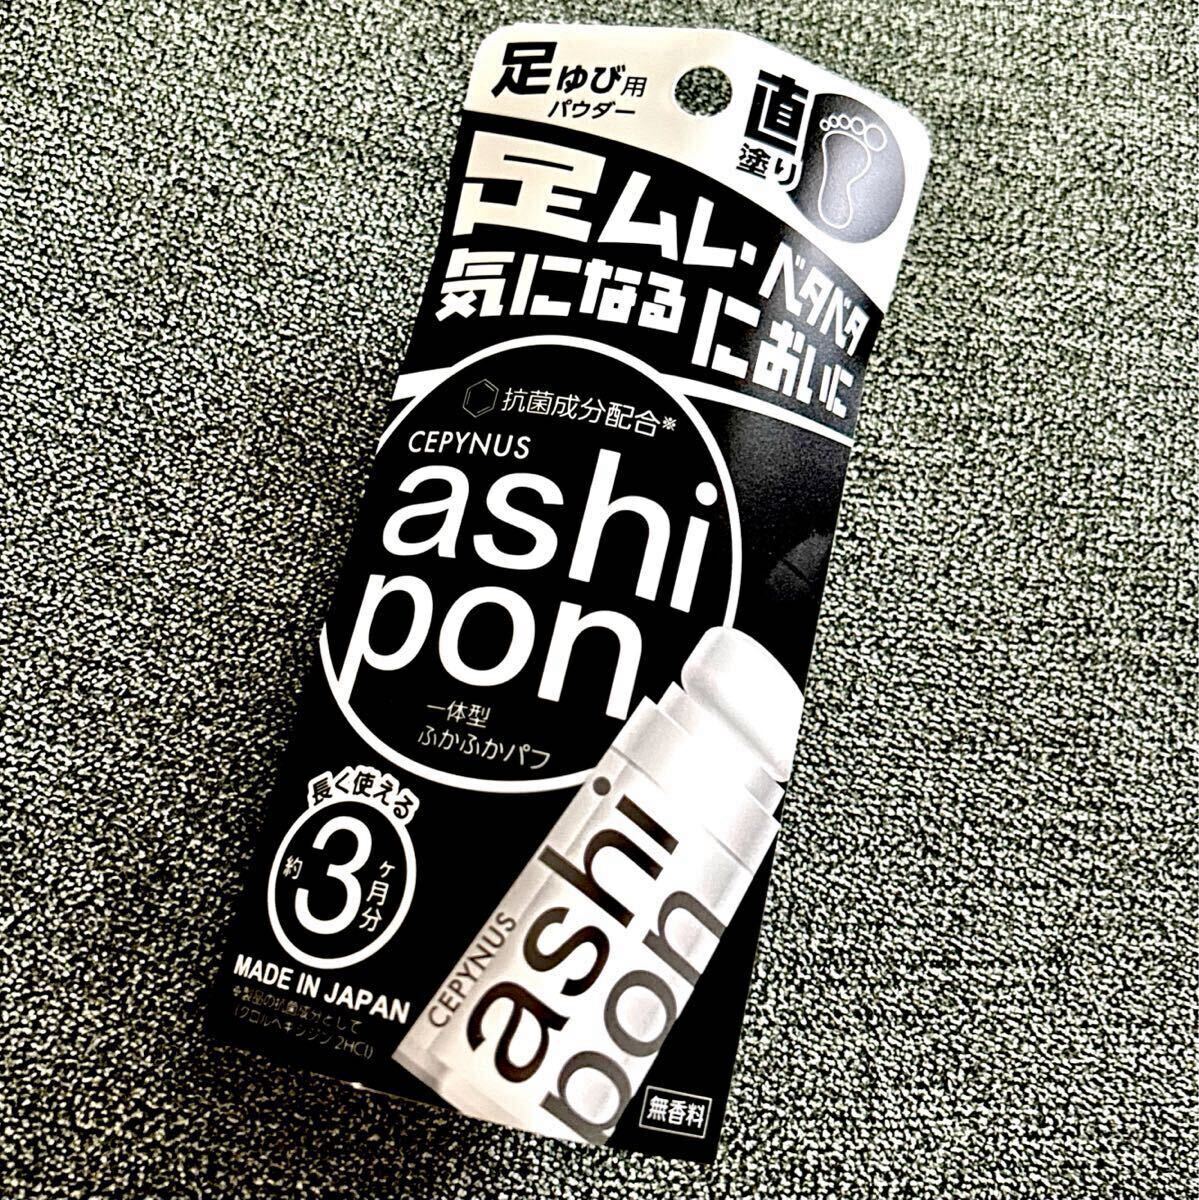 足ゆび用
パウダー
直
塗り
足ムレ・ベタベタ
気になるにおいに
抗菌成分配合※
CEPYNUS
ashi
pon
一体型
ふかふかパフ
長く使える
約3ヶ月分
MADE IN JAPAN
※製品の抗菌成分として
(クロルヘキシジン2HCl)
CEPYNUS
ashi
pon
無香料